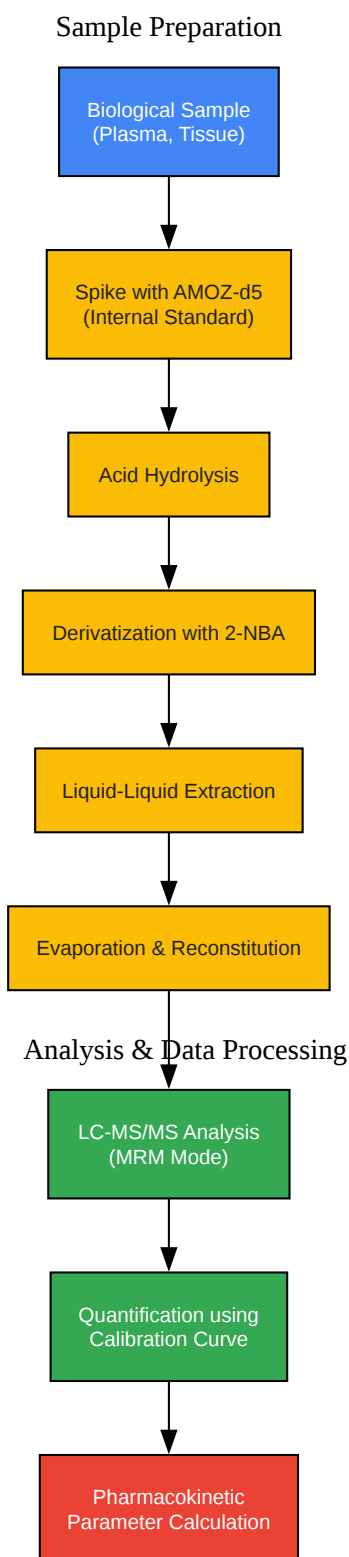 Sample Preparation
Biological Sample
(Plasma, Tissue)
Spike with AMOZ-d5
(Internal Standard)
Acid Hydrolysis
Derivatization with 2-NBA
Liquid-Liquid Extraction
Evaporation & Reconstitution
Analysis & Data Processing
LC-MS/MS Analysis
(MRM Mode)
Quantification using
Calibration Curve
Pharmacokinetic
Parameter Calculation